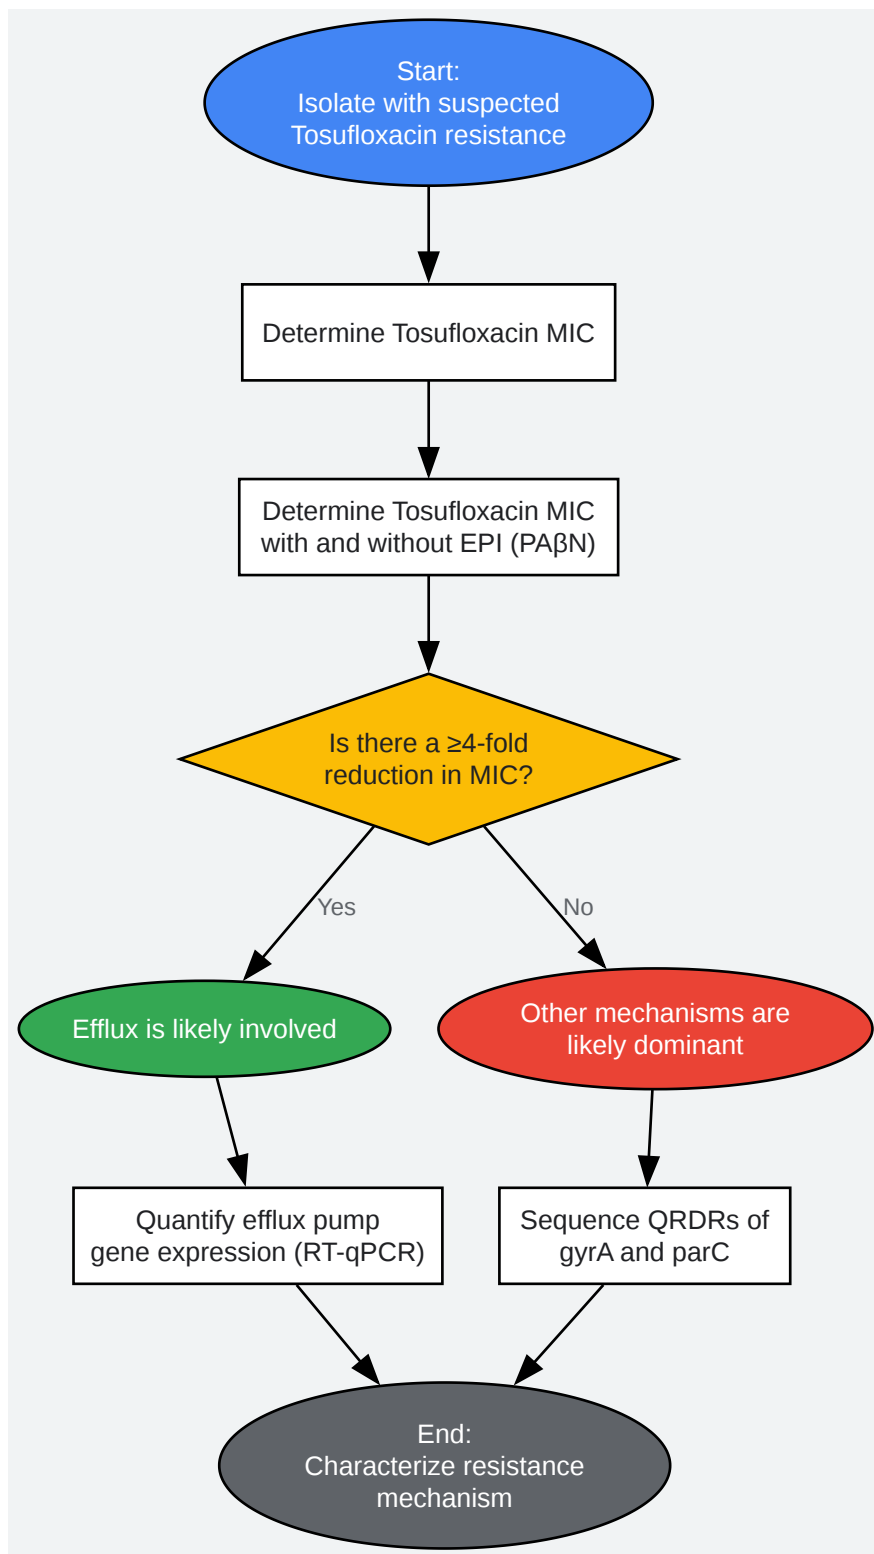 Start:
Isolate with suspected
Tosufloxacin resistance
Determine Tosufloxacin MIC
Determine Tosufloxacin MIC
with and without EPI (PAβN)
Is there a ≥4-fold
reduction in MIC?
Yes
No
Efflux is likely involved
Other mechanisms are
likely dominant
Quantify efflux pump
gene expression (RT-qPCR)
Sequence QRDRs of
gyrA and parC
End:
Characterize resistance
mechanism